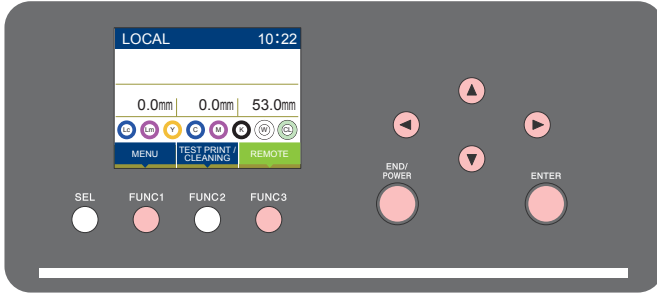 LOCAL 10:22
0.0mm 0.0mm 53.0mm
Lc Lm Y C M K W CL
MENU TEST PRINT / CLEANING REMOTE
SEL FUNC1 FUNC2 FUNC3
END/
POWER
ENTER